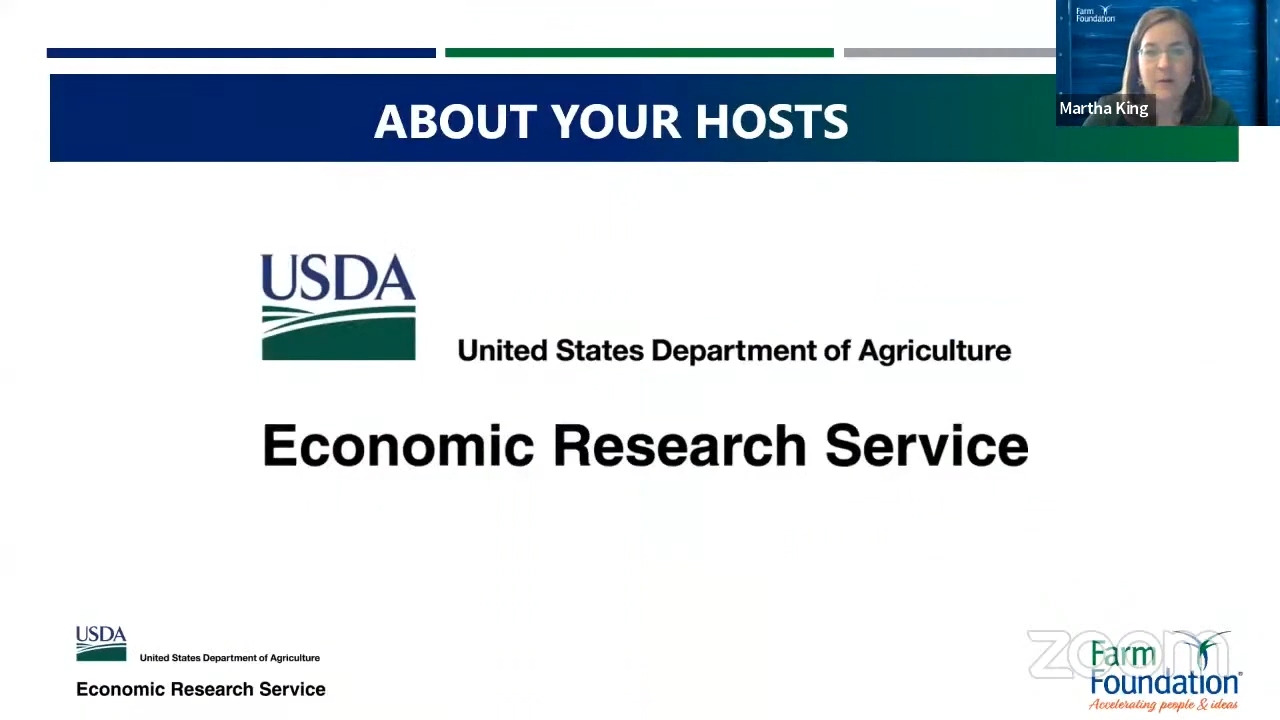 Farm
Foundation
Martha King
ABOUT YOUR HOSTS
USDA
United States Department of Agriculture
Economic Research Service
USDA
United States Department of Agriculture
Economic Research Service
zoom
Farm
Foundation®
Accelerating people & ideas